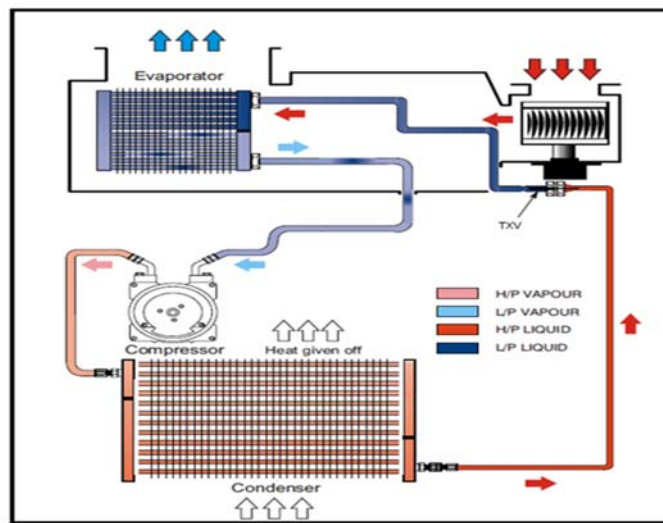 Evaporator
TXV
H/P VAPOUR
L/P VAPOUR
H/P LIQUID
L/P LIQUID
Compressor
Heat given off
Condenser